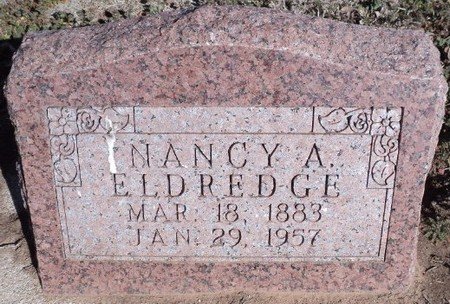 NANCY A.
ELDREDGE
MAR. 18, 1883
JAN. 29, 1957